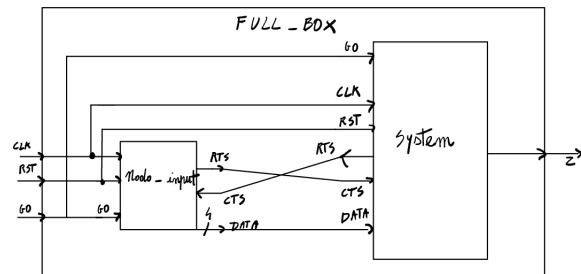 FULL_BOX
GO
CLK
RST
System
CLK
RST
GO
GO
Nodo_input
RTS
CTS
RTS
CTS
4
DATA
DATA
Z